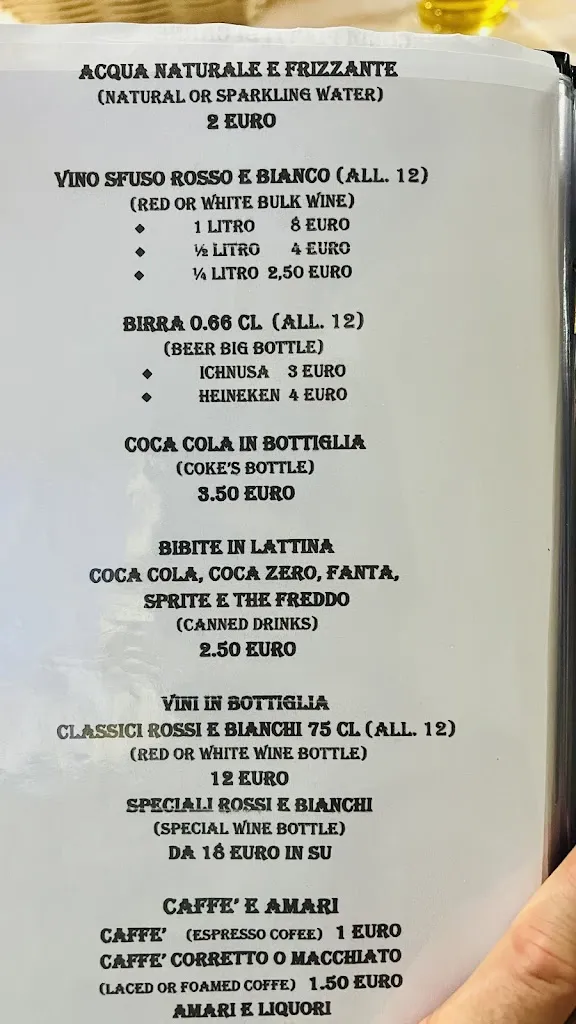 ACQUA NATURALE E FRIZZANTE
(NATURAL OR SPARKLING WATER)
2 EURO
VINO SFUSO ROSSO E BIANCO (ALL. 12)
(RED OR WHITE BULK WINE)
◆ 1 LITRO 8 EURO
◆ ½ LITRO 4 EURO
◆ ¼ LITRO 2,50 EURO
BIRRA 0.66 CL (ALL. 12)
(BEER BIG BOTTLE)
◆ ICHNUSA 3 EURO
◆ HEINEKEN 4 EURO
COCA COLA IN BOTTIGLIA
(COKE'S BOTTLE)
3.50 EURO
BIBITE IN LATTINA
COCA COLA, COCA ZERO, FANTA,
SPRITE E THE FREDDO
(CANNED DRINKS)
2.50 EURO
VINI IN BOTTIGLIA
CLASSICI ROSSI E BIANCHI 75 CL (ALL. 12)
(RED OR WHITE WINE BOTTLE)
12 EURO
SPECIALI ROSSI E BIANCHI
(SPECIAL WINE BOTTLE)
DA 18 EURO IN SU
CAFFE' E AMARI
CAFFE' (ESPRESSO COFEE) 1 EURO
CAFFE' CORRETTO O MACCHIATO
(LACED OR FOAMED COFFE) 1.50 EURO
AMARI E LIQUORI